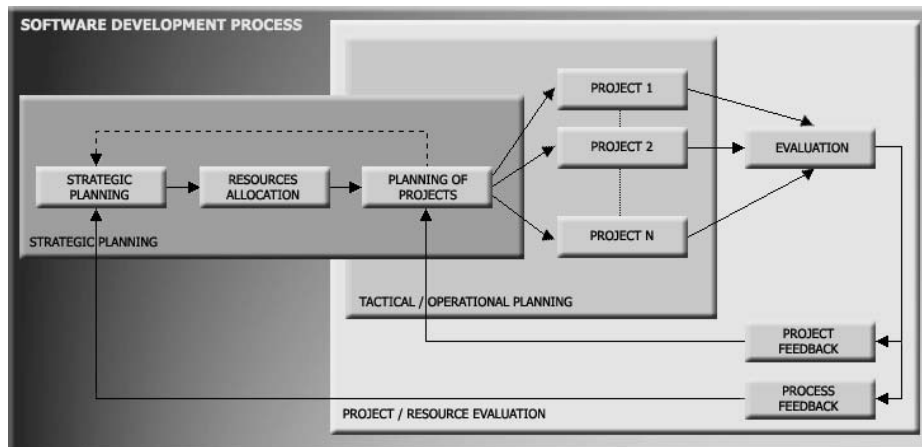 SOFTWARE DEVELOPMENT PROCESS
PROJECT 1
PROJECT 2
EVALUATION
STRATEGIC
PLANNING
RESOURCES
ALLOCATION
PLANNING OF
PROJECTS
PROJECT N
STRATEGIC PLANNING
TACTICAL / OPERATIONAL PLANNING
PROJECT
FEEDBACK
PROCESS
FEEDBACK
PROJECT / RESOURCE EVALUATION